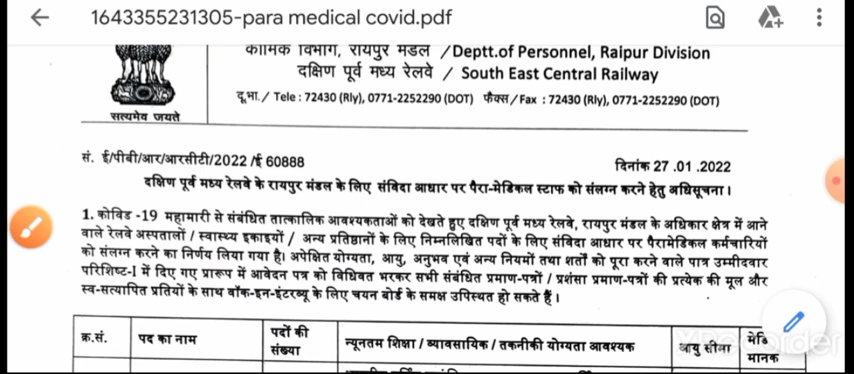 1643355231305-para medical covid.pdf
कार्मिक विभाग, रायपुर मंडल /Deptt.of Personnel, Raipur Division
दक्षिण पूर्व मध्य रेलवे / South East Central Railway
दू.भा./ Tele : 72430 (Rly), 0771-2252290 (DOT) फैक्स/Fax : 72430 (Rly), 0771-2252290 (DOT)
सत्यमेव जयते
सं. ई/पीबी/आर/आरसीटी/2022 /ई 60888
दिनांक 27 .01 .2022
दक्षिण पूर्व मध्य रेलवे के रायपुर मंडल के लिए संविदा आधार पर पैरा-मेडिकल स्टाफ को संलग्न करने हेतु अधिसूचना।
1. कोविड -19 महामारी से संबंधित तात्कालिक आवश्यकताओं को देखते हुए दक्षिण पूर्व मध्य रेलवे, रायपुर मंडल के अधिकार क्षेत्र में आने
वाले रेलवे अस्पतालों / स्वास्थ्य इकाइयों / अन्य प्रतिष्ठानों के लिए निम्नलिखित पदों के लिए संविदा आधार पर पैरामेडिकल कर्मचारियों
को संलग्न करने का निर्णय लिया गया है। अपेक्षित योग्यता, आयु, अनुभव एवं अन्य नियमों तथा शर्तों को पूरा करने वाले पात्र उम्मीदवार
परिशिष्ट-I में दिए गए प्रारूप में आवेदन पत्र को विधिवत भरकर सभी संबंधित प्रमाण-पत्रों / प्रशंसा प्रमाण-पत्रों की प्रत्येक की मूल और
स्व-सत्यापित प्रतियों के साथ वॉक-इन-इंटरव्यू के लिए चयन बोर्ड के समक्ष उपस्थित हो सकते हैं।
क्र.सं. पद का नाम पदों की संख्या न्यूनतम शिक्षा / व्यावसायिक / तकनीकी योग्यता आवश्यक आयु सीमा मेडि मानक
XRecorder